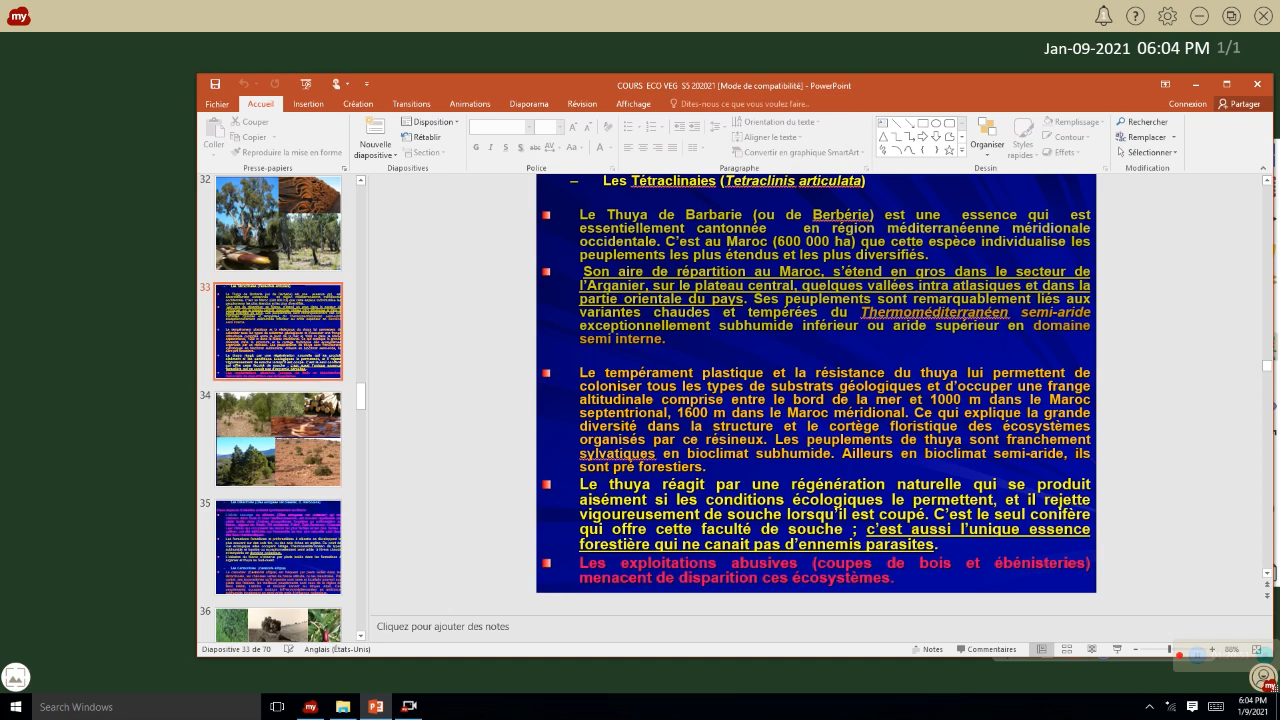 my
Jan-09-2021 06:04 PM 1/1
COURS ECO VEG S5 202021 [Mode de compatibilité] - PowerPoint
Fichier Accueil Insertion Création Transitions Animations Diaporama Révision Affichage Dites-nous ce que vous voulez faire.. Connexion Partager
Coller
Couper
Copier
Reproduire la mise en forme
Presse-papiers
Nouvelle diapositive
Disposition
Rétablir
Section
Diapositives
G I S S abc AV Aa A
Police
Orientation du texte
Aligner le texte
Convertir en graphique SmartArt
Paragraphe
Organiser
Styles rapides
Remplissage
Contour
Effets
Dessin
Rechercher
Remplacer
Sélectionner
Modification
32
33
34
35
36
– Les Tétraclinaies (Tetraclinis articulata)
Le Thuya de Barbarie (ou de Berbérie) est une essence qui est
essentiellement cantonnée en région méditerranéenne méridionale
occidentale. C’est au Maroc (600 000 ha) que cette espèce individualise les
peuplements les plus étendus et les plus diversifiés.
Son aire de répartition au Maroc, s’étend en gros dans le secteur de
l’Arganier, sur le plateau central, quelques vallées intra atlasiques et dans la
partie orientale du pays. Ses peuplements sont remarquablement liés aux
variantes chaudes et tempérées du Thermoméditerranéen semi-aride
exceptionnellement subhumide inférieur ou aride supérieur en domaine
semi interne.
Le tempérament plastique et la résistance du thuya lui permettent de
coloniser tous les types de substrats géologiques et d’occuper une frange
altitudinale comprise entre le bord de la mer et 1000 m dans le Maroc
septentrional, 1600 m dans le Maroc méridional. Ce qui explique la grande
diversité dans la structure et le cortège floristique des écosystèmes
organisés par ce résineux. Les peuplements de thuya sont franchement
sylvatiques en bioclimat subhumide. Ailleurs en bioclimat semi-aride, ils
sont pré forestiers.
Le thuya réagit par une régénération naturelle qui se produit
aisément si les conditions écologiques le permettent, et il rejette
vigoureusement de souche lorsqu’il est coupé. C’est le seul conifère
qui offre cette faculté de souche ; c’est aussi l’unique essence
forestière qui ne canait pas d’ennemis parasites.
Les exploitations abusives (coupes de bois et ébénisteries)
menacent de disparition ces écosystèmes.
Cliquez pour ajouter des notes
Diapositive 33 de 70 Anglais (États-Unis) Notes Commentaires 88%
my
Search Windows
6:04 PM
1/9/2021